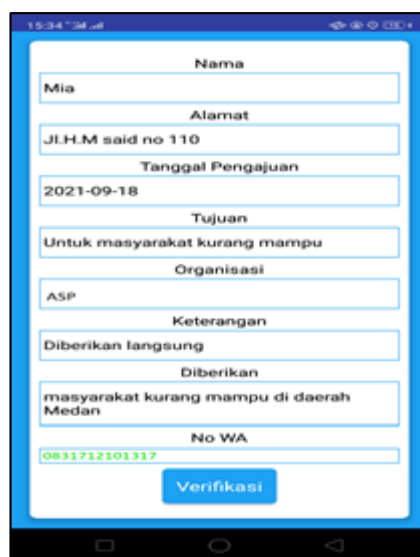 15:34
Nama
Mia
Alamat
Jl.H.M said no 110
Tanggal Pengajuan
2021-09-18
Tujuan
Untuk masyarakat kurang mampu
Organisasi
ASP
Keterangan
Diberikan langsung
Diberikan
masyarakat kurang mampu di daerah
Medan
No WA
0831712101317
Verifikasi